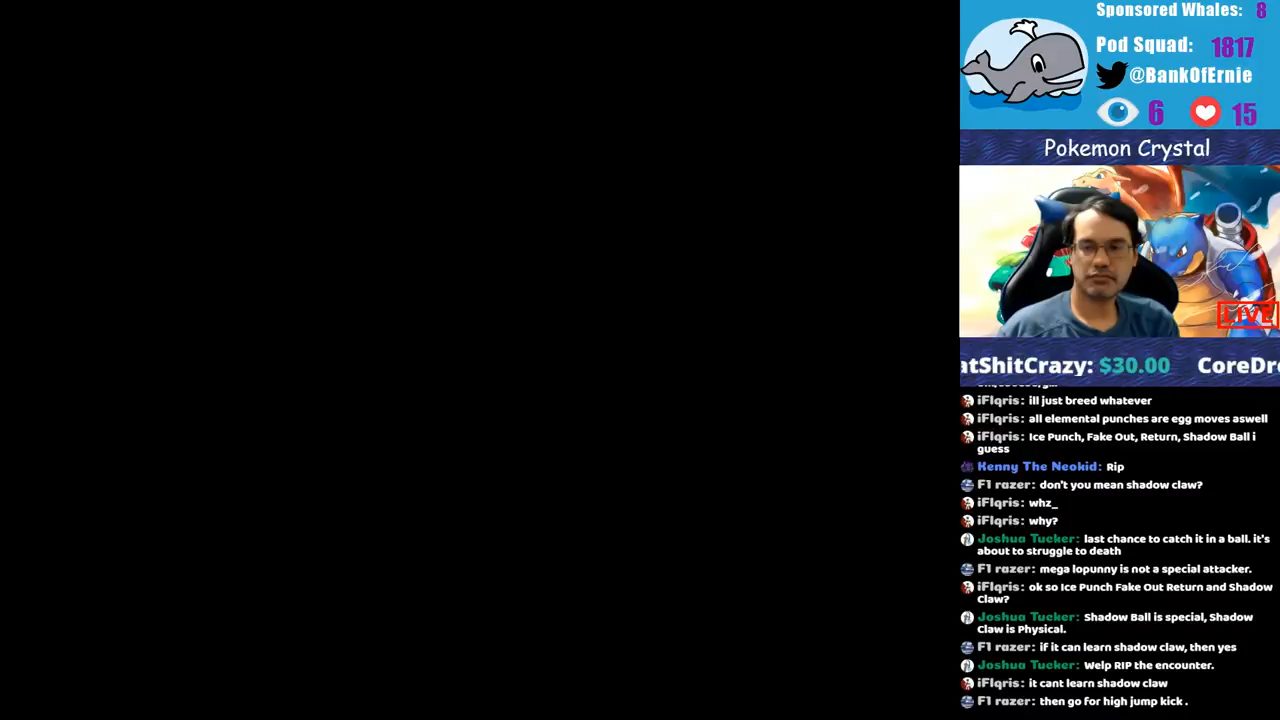 Sponsored Whales: 8
Pod Squad: 1817
@BankOfErnie
6 15
Pokemon Crystal
LIVE
atShitCrazy: $30.00 CoreDr
iFlqris: ill just breed whatever
iFlqris: all elemental punches are egg moves aswell
iFlqris: Ice Punch, Fake Out, Return, Shadow Ball i
guess
Kenny The Neokid: Rip
F1 razer: don't you mean shadow claw?
iFlqris: whz_
iFlqris: why?
Joshua Tucker: last chance to catch it in a ball. it's
about to struggle to death
F1 razer: mega lopunny is not a special attacker.
iFlqris: ok so Ice Punch Fake Out Return and Shadow
Claw?
Joshua Tucker: Shadow Ball is special, Shadow
Claw is Physical.
F1 razer: if it can learn shadow claw, then yes
Joshua Tucker: Welp RIP the encounter.
iFlqris: it cant learn shadow claw
F1 razer: then go for high jump kick .